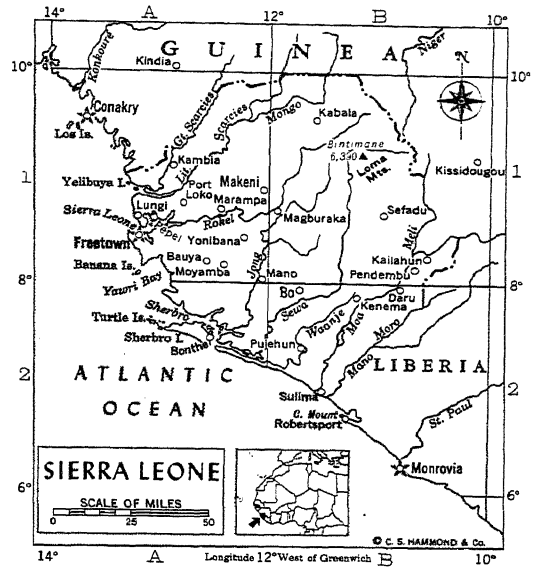 14° A 12° B 10°
G U I N E A
Niger
N
Konkouré
Kindia
10° 10°
Conakry
Los Is.
Gt. Scarcies
Lit. Scarcies
Mongo
Kabala
Bintimane
6,390
Loma
Mts.
Kissidougou
Kambia
1 1
Yelibuya I.
Port
Loko
Makeni
Marampa
Lungi
Sierra Leone
Pepel
Rokel
Magburaka
Sefadu
Meli
Freetown
Yonibana
Bauya
Moyamba
Banana Is.
Yawri Bay
Jong
Mano
Kailahun
Pendembu
8° 8°
Bo
Daru
Kenema
Sewa
Waanje
Moa
Moro
Mano
Sherbro
Turtle Is.
Sherbro I.
Bonthe
Pujehun
LIBERIA
2 2
ATLANTIC
OCEAN
Sulima
C. Mount
Robertsport
St. Paul
Monrovia
SIERRA LEONE
SCALE OF MILES
0 25 50
6° 6°
© C. S. HAMMOND & Co.
14° A Longitude 12° West of Greenwich B 10°